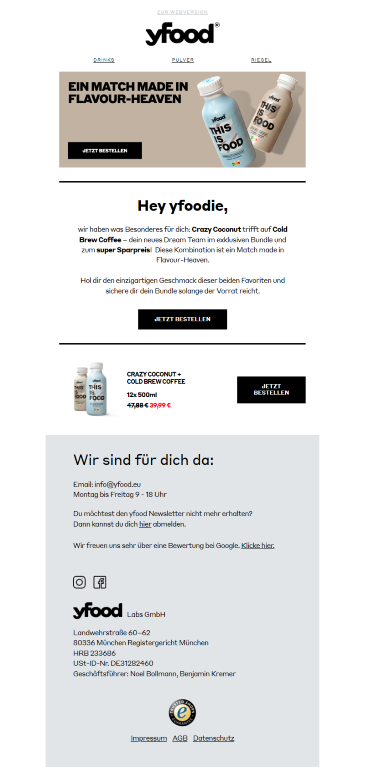 ZUR WEBVERSION
yfood®
DRINKS PULVER RIEGEL
EIN MATCH MADE IN
FLAVOUR-HEAVEN
JETZT BESTELLEN
yfood
THIS
IS
FOOD
yfood
THIS
IS
FOOD
Hey yfoodie,
wir haben was Besonderes für dich: Crazy Coconut trifft auf Cold
Brew Coffee – dein neues Dream Team im exklusiven Bundle und
zum super Sparpreis! Diese Kombination ist ein Match made in
Flavour-Heaven.
Hol dir den einzigartigen Geschmack dieser beiden Favoriten und
sichere dir dein Bundle solange der Vorrat reicht.
JETZT BESTELLEN
yfood
THIS
IS
FOOD
CRAZY COCONUT +
COLD BREW COFFEE
12x 500ml
47,88 € 39,99 €
JETZT
BESTELLEN
Wir sind für dich da:
Email: info@yfood.eu
Montag bis Freitag 9 - 18 Uhr
Du möchtest den yfood Newsletter nicht mehr erhalten?
Dann kannst du dich hier abmelden.
Wir freuen uns sehr über eine Bewertung bei Google. Klicke hier.
yfood Labs GmbH
Landwehrstraße 60–62
80336 München Registergericht München
HRB 233686
USt-ID-Nr. DE31282460
Geschäftsführer: Noel Bollmann, Benjamin Kremer
Impressum AGB Datenschutz